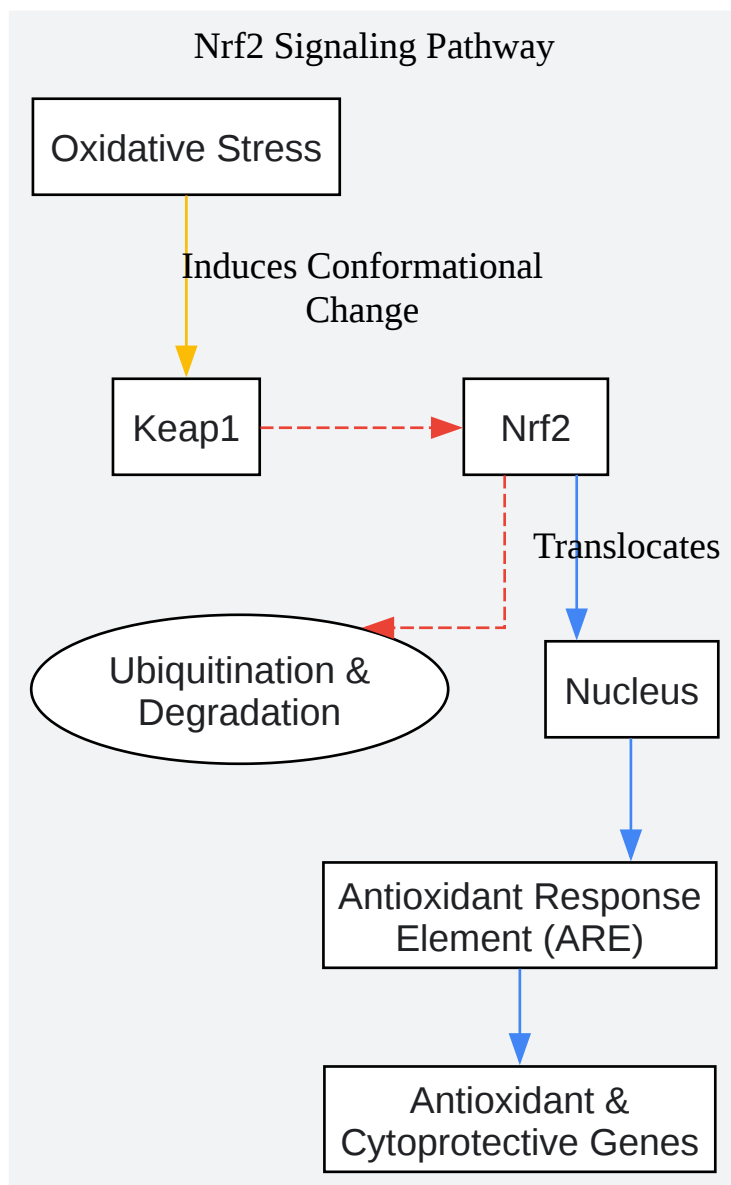 Nrf2 Signaling Pathway
Oxidative Stress
Induces Conformational
Change
Keap1
Nrf2
Translocates
Ubiquitination &
Degradation
Nucleus
Antioxidant Response
Element (ARE)
Antioxidant &
Cytoprotective Genes